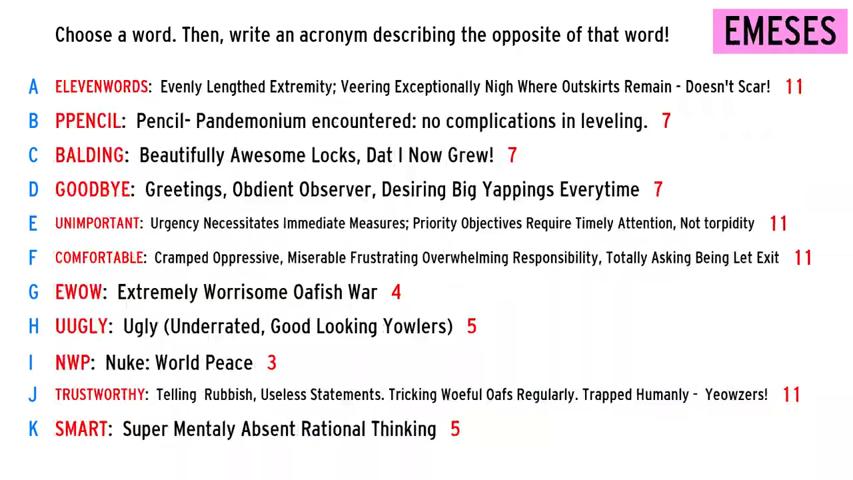 Choose a word. Then, write an acronym describing the opposite of that word!
EMESES
A ELEVENWORDS: Evenly Lengthed Extremity; Veering Exceptionally Nigh Where Outskirts Remain - Doesn't Scar! 11
B PPENCIL: Pencil- Pandemonium encountered: no complications in leveling. 7
C BALDING: Beautifully Awesome Locks, Dat I Now Grew! 7
D GOODBYE: Greetings, Obdient Observer, Desiring Big Yappings Everytime 7
E UNIMPORTANT: Urgency Necessitates Immediate Measures; Priority Objectives Require Timely Attention, Not torpidity 11
F COMFORTABLE: Cramped Oppressive, Miserable Frustrating Overwhelming Responsibility, Totally Asking Being Let Exit 11
G EWOW: Extremely Worrisome Oafish War 4
H UUGLY: Ugly (Underrated, Good Looking Yowlers) 5
I NWP: Nuke: World Peace 3
J TRUSTWORTHY: Telling Rubbish, Useless Statements. Tricking Woeful Oafs Regularly. Trapped Humanly - Yeowzers! 11
K SMART: Super Mentaly Absent Rational Thinking 5